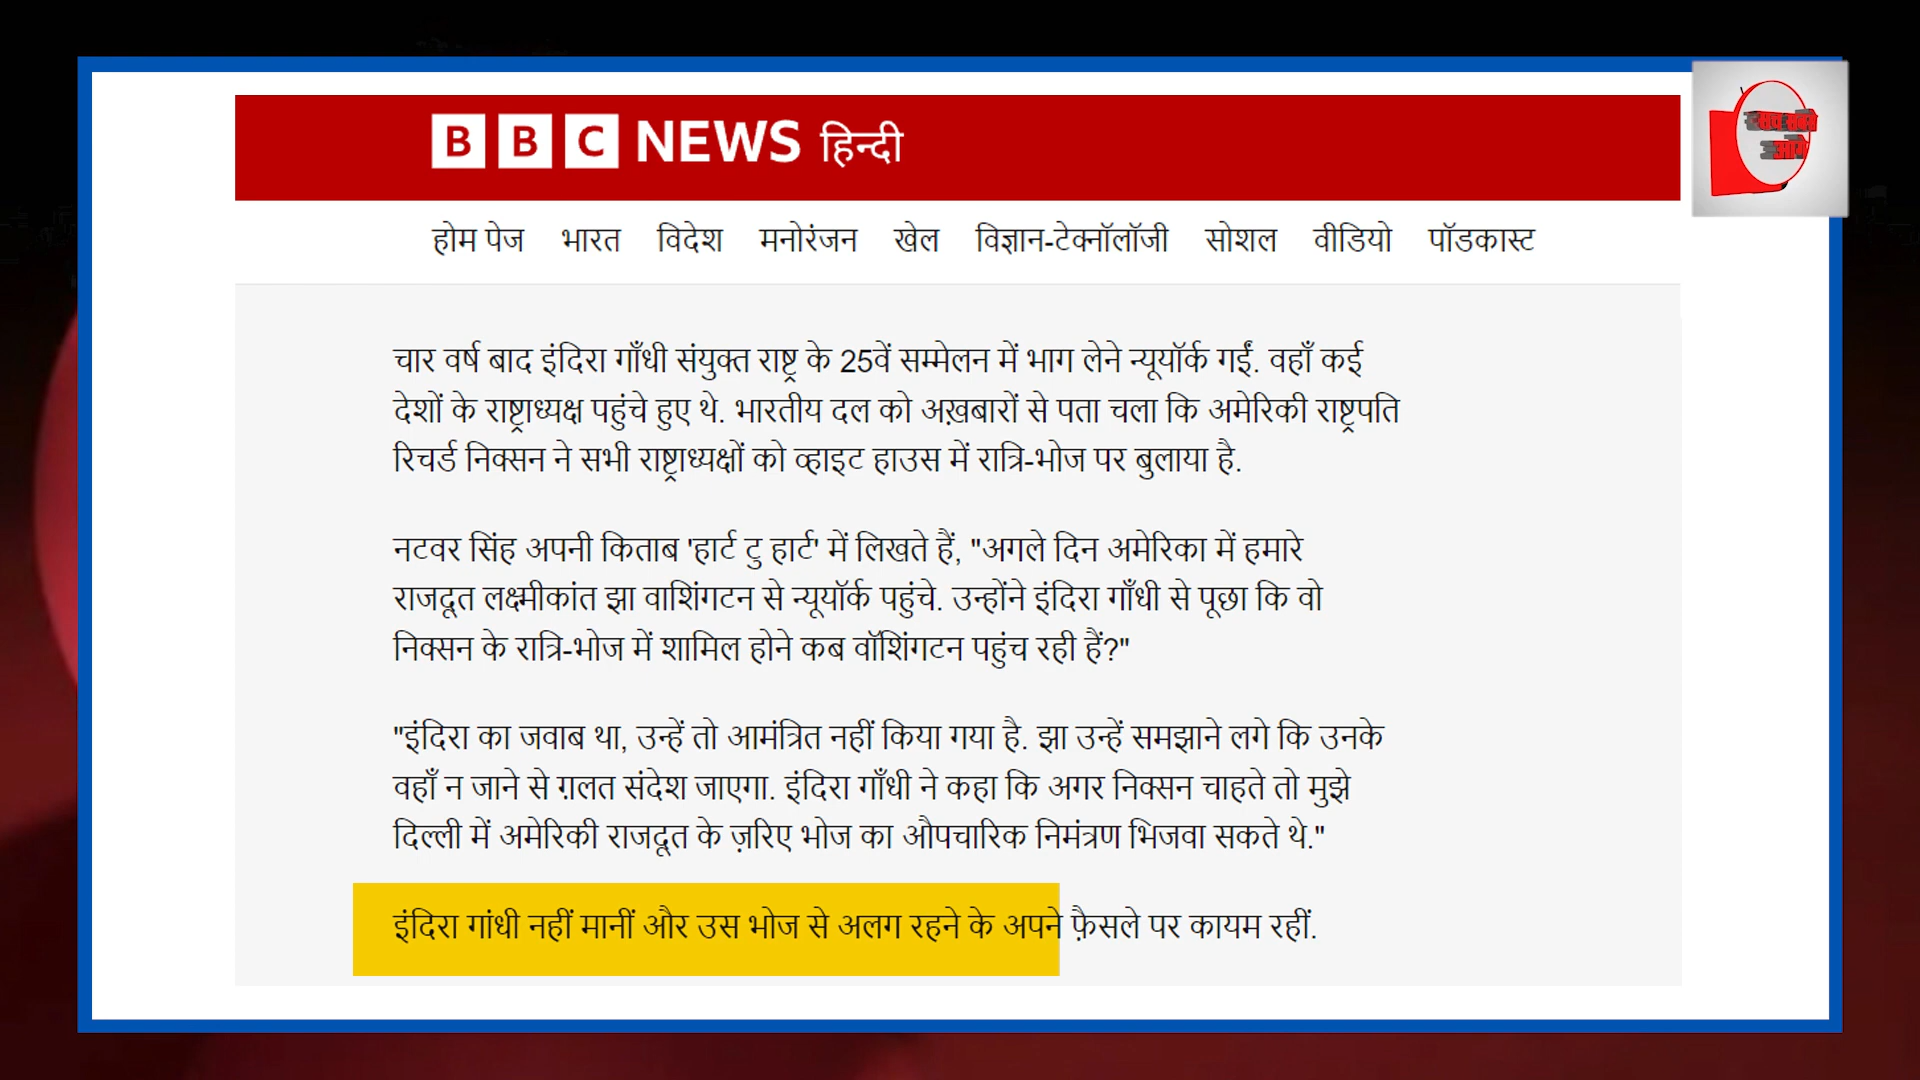 BBC NEWS हिन्दी
सच सबसे
आगे
होम पेज भारत विदेश मनोरंजन खेल विज्ञान-टेक्नॉलॉजी सोशल वीडियो पॉडकास्ट
चार वर्ष बाद इंदिरा गाँधी संयुक्त राष्ट्र के 25वें सम्मेलन में भाग लेने न्यूयॉर्क गईं. वहाँ कई
देशों के राष्ट्राध्यक्ष पहुंचे हुए थे. भारतीय दल को अख़बारों से पता चला कि अमेरिकी राष्ट्रपति
रिचर्ड निक्सन ने सभी राष्ट्राध्यक्षों को व्हाइट हाउस में रात्रि-भोज पर बुलाया है.
नटवर सिंह अपनी किताब 'हार्ट टु हार्ट' में लिखते हैं, "अगले दिन अमेरिका में हमारे
राजदूत लक्ष्मीकांत झा वाशिंगटन से न्यूयॉर्क पहुंचे. उन्होंने इंदिरा गाँधी से पूछा कि वो
निक्सन के रात्रि-भोज में शामिल होने कब वॉशिंगटन पहुंच रही हैं?"
"इंदिरा का जवाब था, उन्हें तो आमंत्रित नहीं किया गया है. झा उन्हें समझाने लगे कि उनके
वहाँ न जाने से ग़लत संदेश जाएगा. इंदिरा गाँधी ने कहा कि अगर निक्सन चाहते तो मुझे
दिल्ली में अमेरिकी राजदूत के ज़रिए भोज का औपचारिक निमंत्रण भिजवा सकते थे."
इंदिरा गांधी नहीं मानीं और उस भोज से अलग रहने के अपने फ़ैसले पर कायम रहीं.